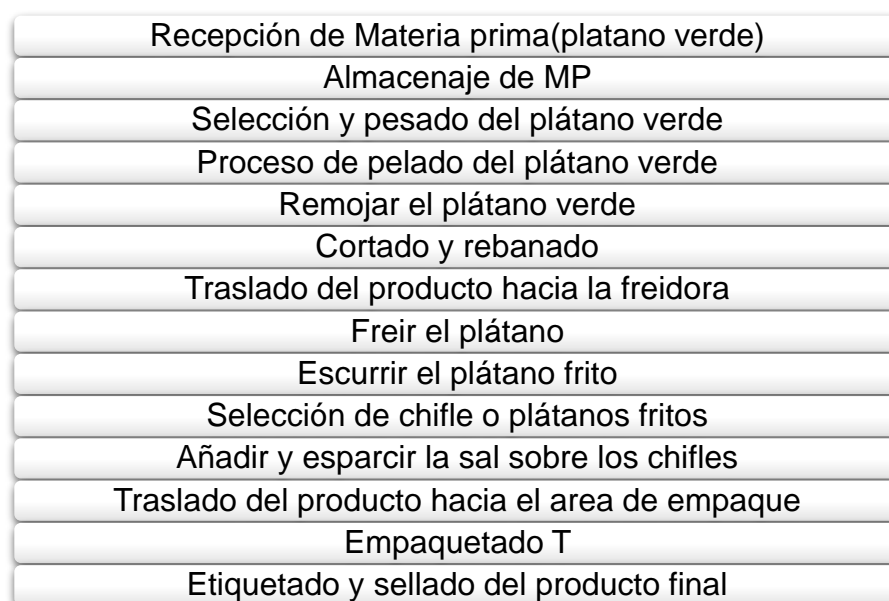 Recepción de Materia prima(platano verde)
Almacenaje de MP
Selección y pesado del plátano verde
Proceso de pelado del plátano verde
Remojar el plátano verde
Cortado y rebanado
Traslado del producto hacia la freidora
Freir el plátano
Escurrir el plátano frito
Selección de chifle o plátanos fritos
Añadir y esparcir la sal sobre los chifles
Traslado del producto hacia el area de empaque
Empaquetado T
Etiquetado y sellado del producto final